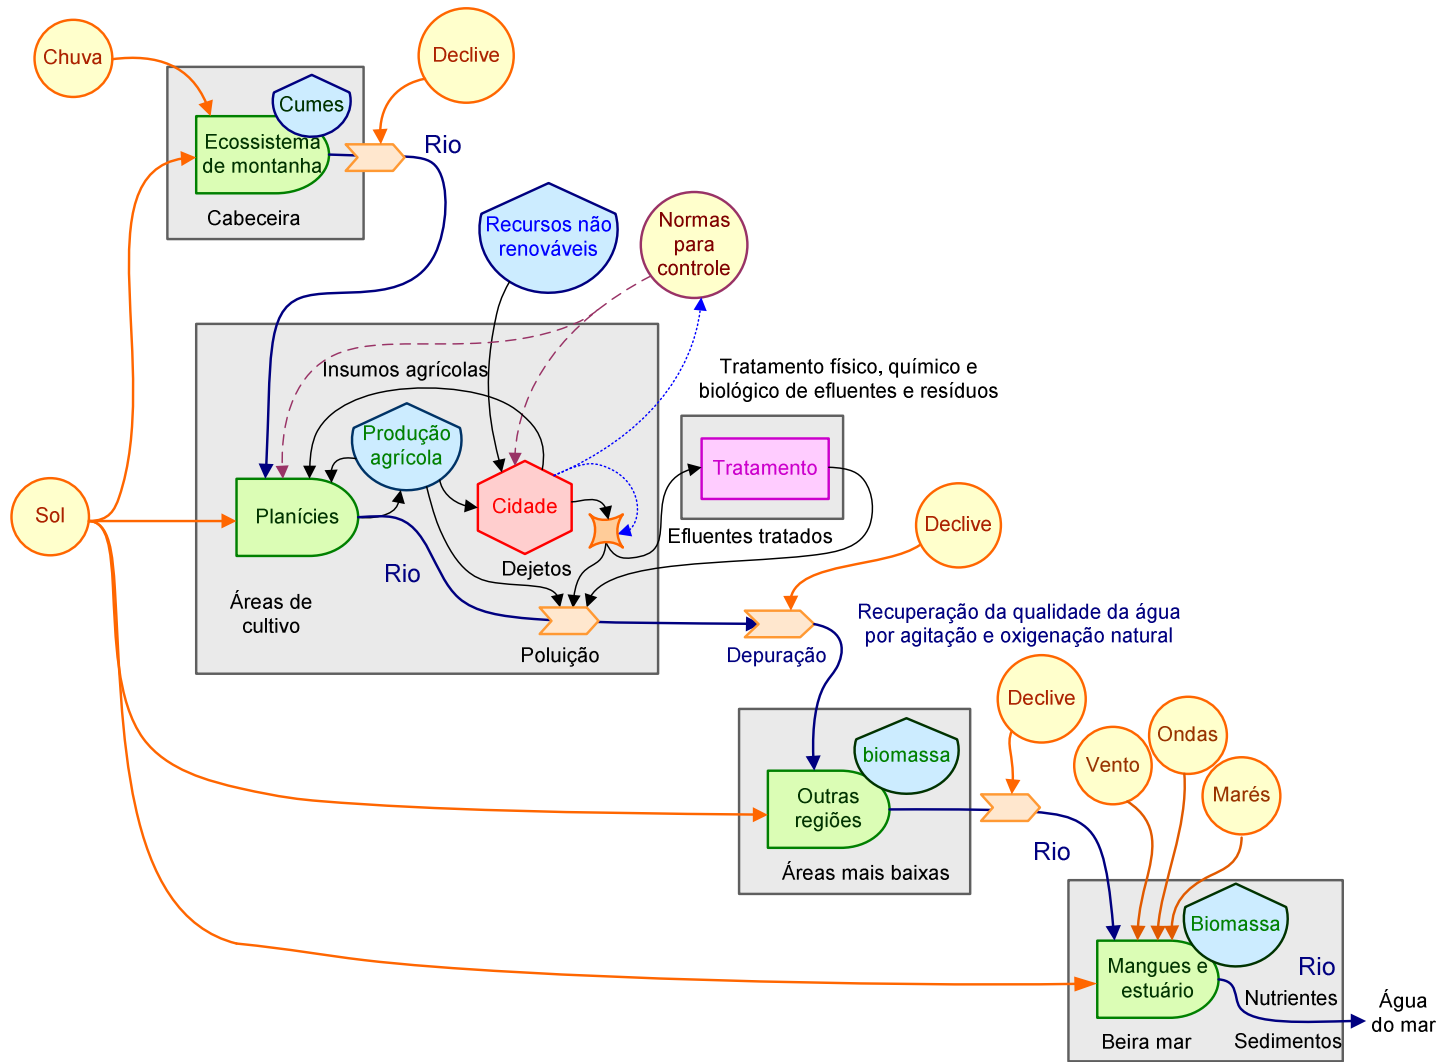 Chuva
Declive
Cumes
Ecossistema
de montanha
Rio
Cabeceira
Recursos não
renováveis
Normas
para
controle
Insumos agrícolas
Tratamento físico, químico e
biológico de efluentes e resíduos
Produção
agrícola
Tratamento
Sol
Planícies
Cidade
Declive
Efluentes tratados
Dejetos
Rio
Áreas de
cultivo
Recuperação da qualidade da água
por agitação e oxigenação natural
Poluição
Depuração
Declive
Ondas
Vento
Marés
biomassa
Outras
regiões
Rio
Áreas mais baixas
Biomassa
Mangues e
estuário
Rio
Nutrientes
Água
do mar
Beira mar
Sedimentos